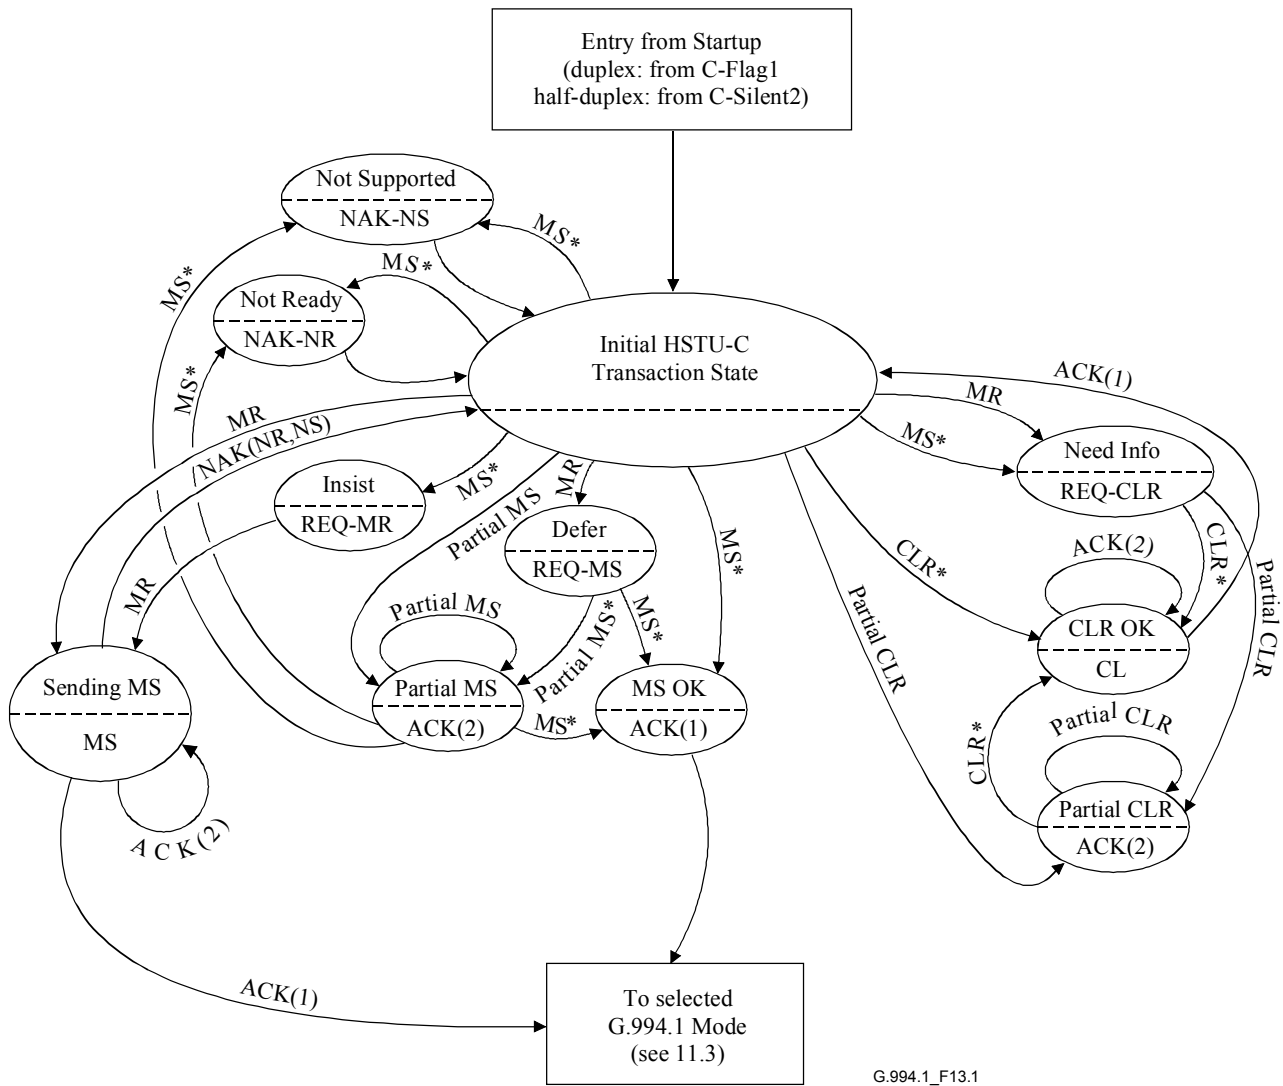 Entry from Startup
(duplex: from C-Flag1
half-duplex: from C-Silent2)
Not Supported
NAK-NS
MS*
MS*
MS*
Not Ready
NAK-NR
MS*
Initial HSTU-C
Transaction State
ACK(1)
MR
MS*
Need Info
REQ-CLR
MR
NAK(NR,NS)
Insist
REQ-MR
MS*
Partial MS
MR
Defer
REQ-MS
MS*
CLR*
ACK(2)
CLR*
Partial CLR
MR
Partial MS
Partial MS*
MS*
Partial CLR
CLR OK
CL
Sending MS
MS
Partial MS
ACK(2)
MS*
MS OK
ACK(1)
CLR*
Partial CLR
Partial CLR
ACK(2)
ACK(2)
ACK(1)
To selected
G.994.1 Mode
(see 11.3)
G.994.1_F13.1